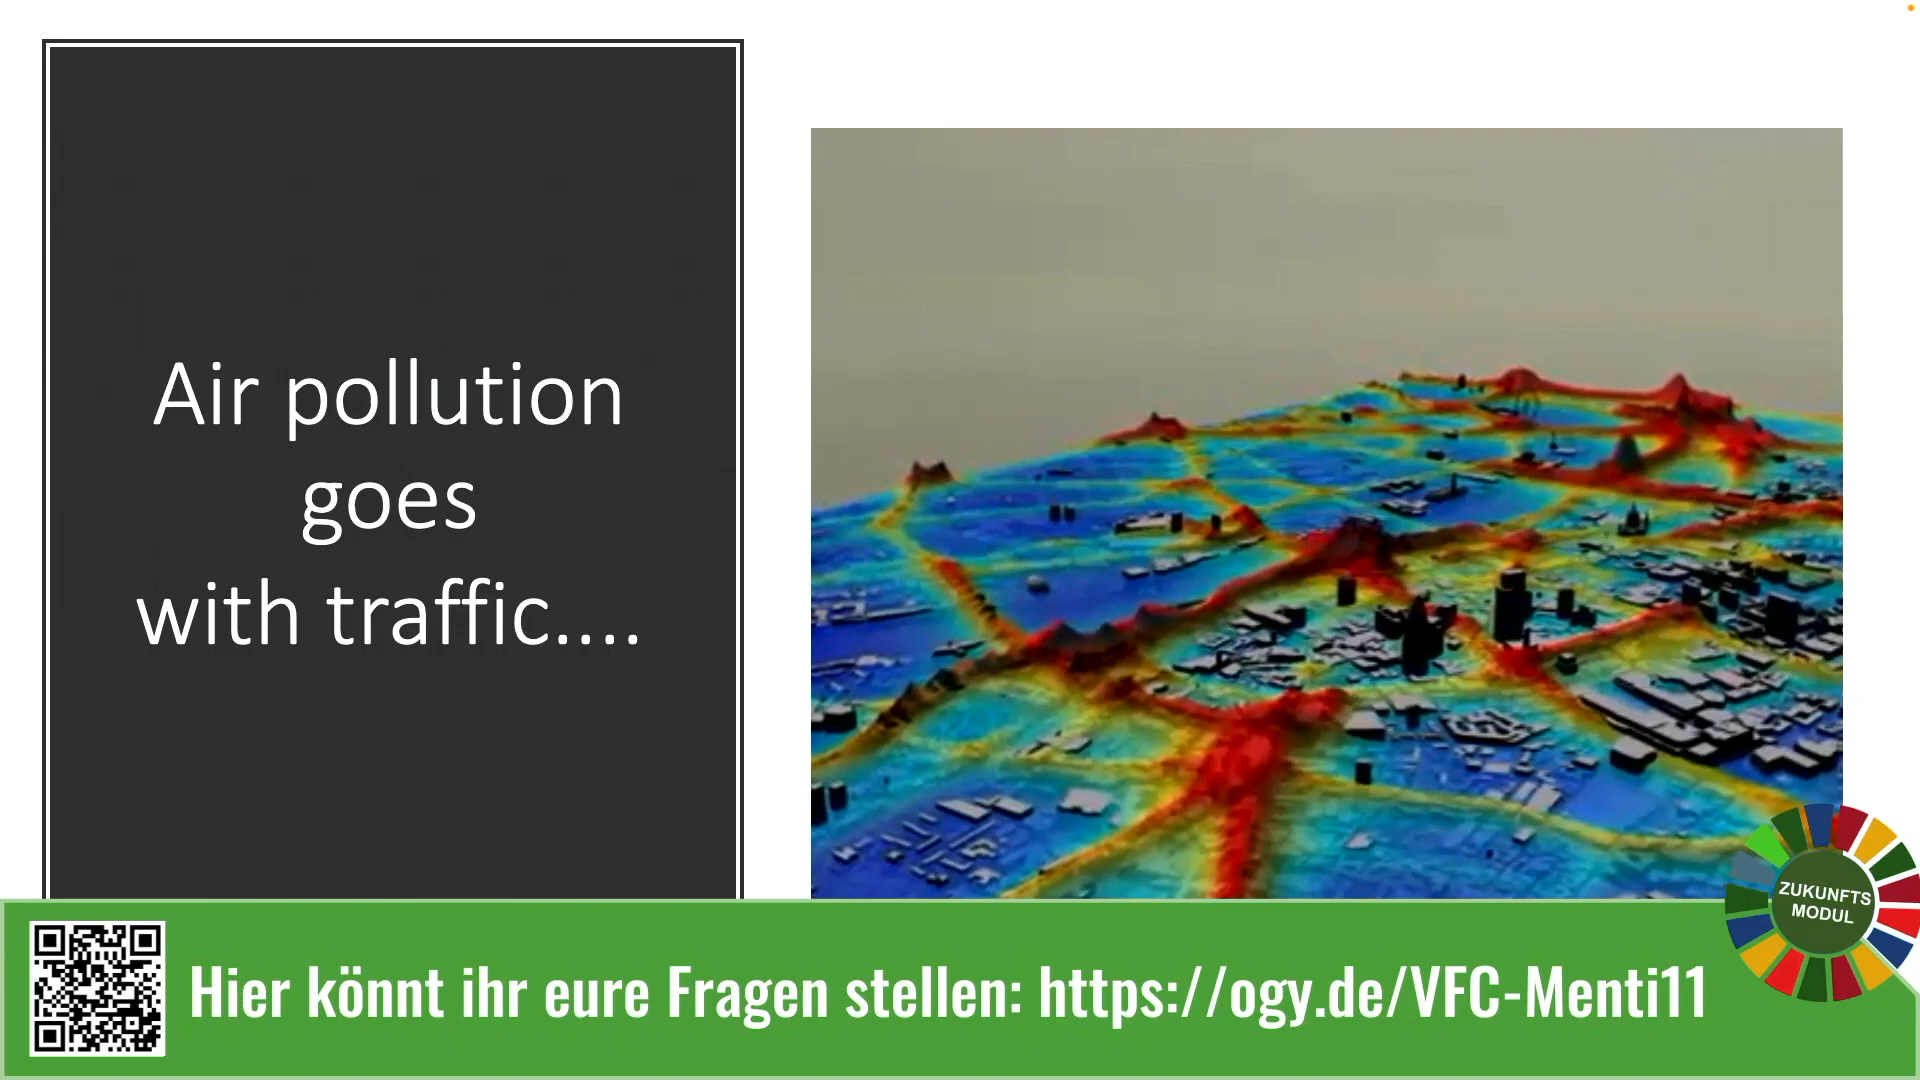 Air pollution
goes
with traffic....
ZUKUNFTS
MODUL
Hier könnt ihr eure Fragen stellen: https://ogy.de/VFC-Menti11